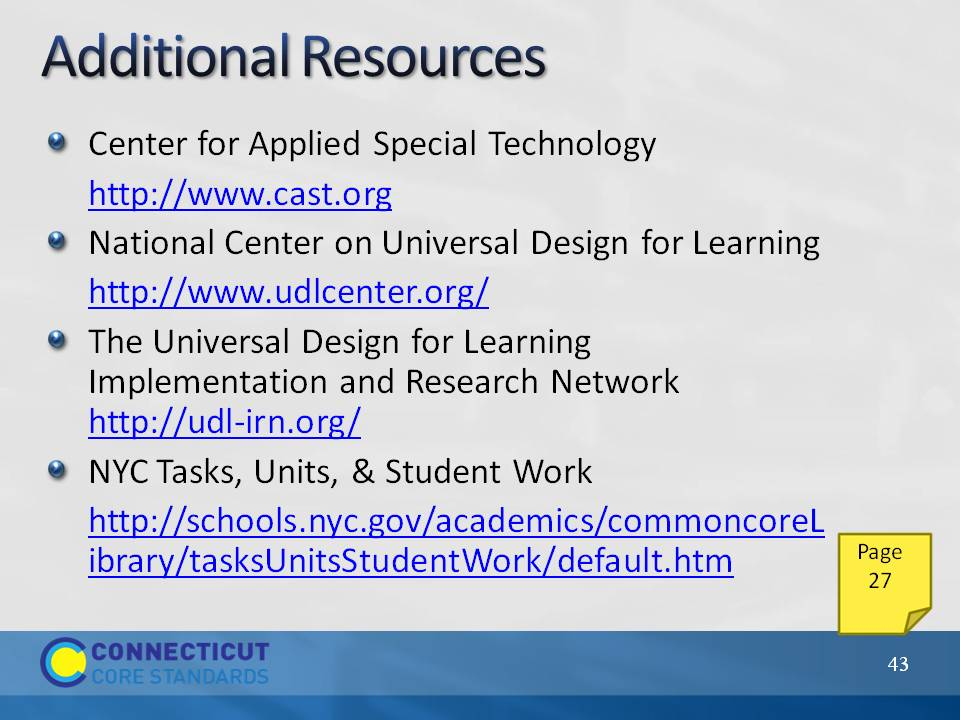 Additional Resources
Center for Applied Special Technology
http://www.cast.org
National Center on Universal Design for Learning
http://www.udlcenter.org/
The Universal Design for Learning
Implementation and Research Network
http://udl-irn.org/
NYC Tasks, Units, & Student Work
http://schools.nyc.gov/academics/commoncoreL
ibrary/tasksUnitsStudentWork/default.htm
Page
27
CONNECTICUT
CORE STANDARDS
43